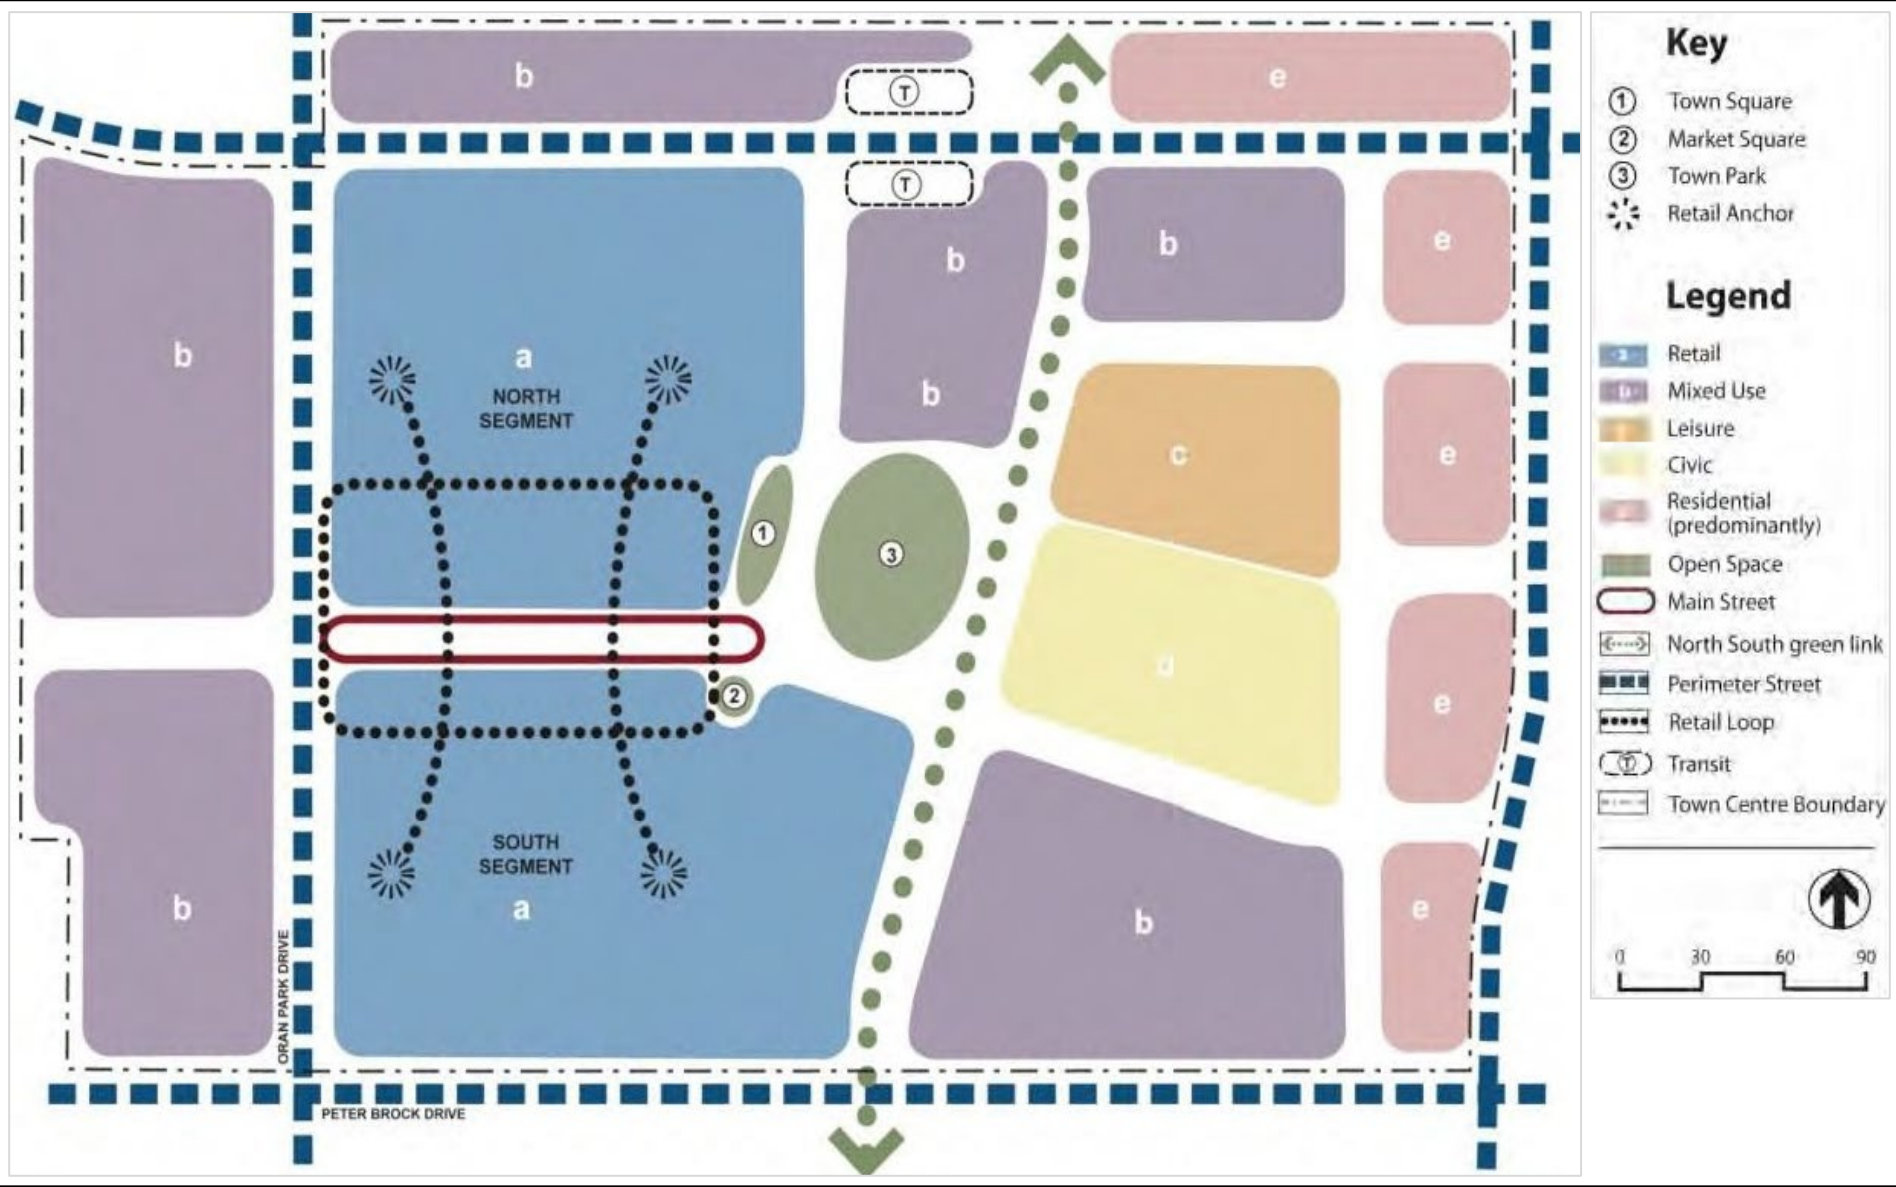 b
T
e
T
b
b
b
e
b
a
NORTH
SEGMENT
b
c
e
1
3
d
2
e
SOUTH
SEGMENT
a
b
b
e
ORAN PARK DRIVE
PETER BROCK DRIVE
Key
1 Town Square
2 Market Square
3 Town Park
Retail Anchor
Legend
a Retail
b Mixed Use
Leisure
Civic
Residential
(predominantly)
Open Space
Main Street
North South green link
Perimeter Street
Retail Loop
T Transit
Town Centre Boundary
0 30 60 90